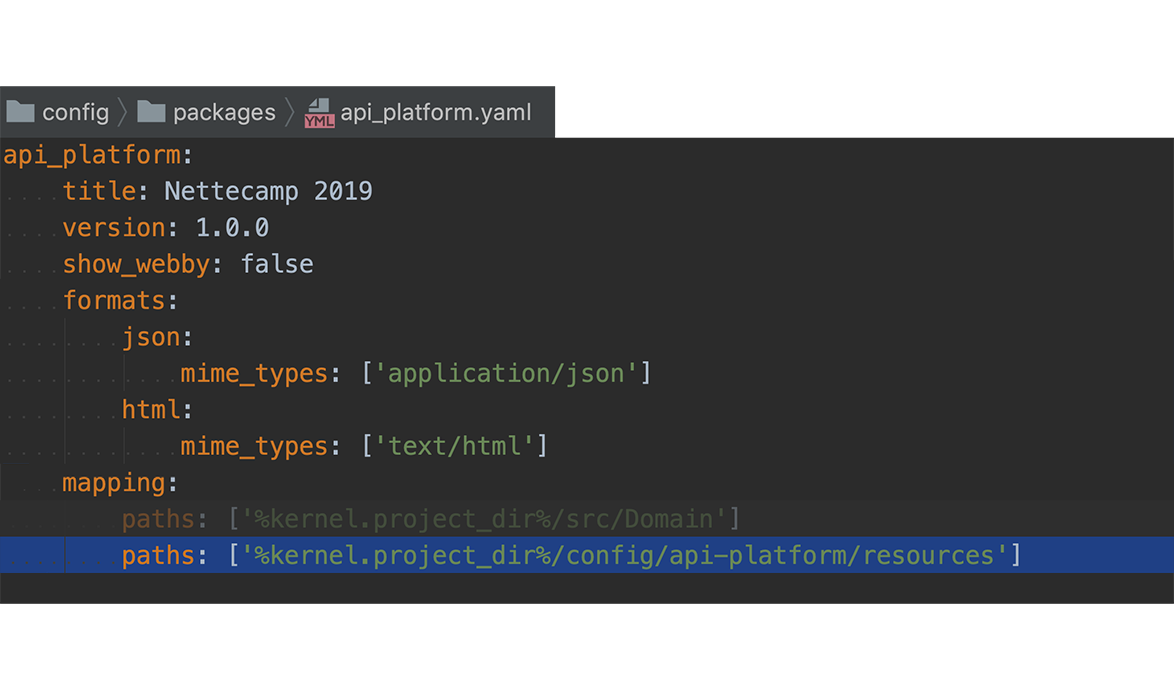 config packages YML api_platform.yaml
api_platform:
    title: Nettecamp 2019
    version: 1.0.0
    show_webby: false
    formats:
        json:
            mime_types: ['application/json']
        html:
            mime_types: ['text/html']
    mapping:
        paths: ['%kernel.project_dir%/src/Domain']
        paths: ['%kernel.project_dir%/config/api-platform/resources']